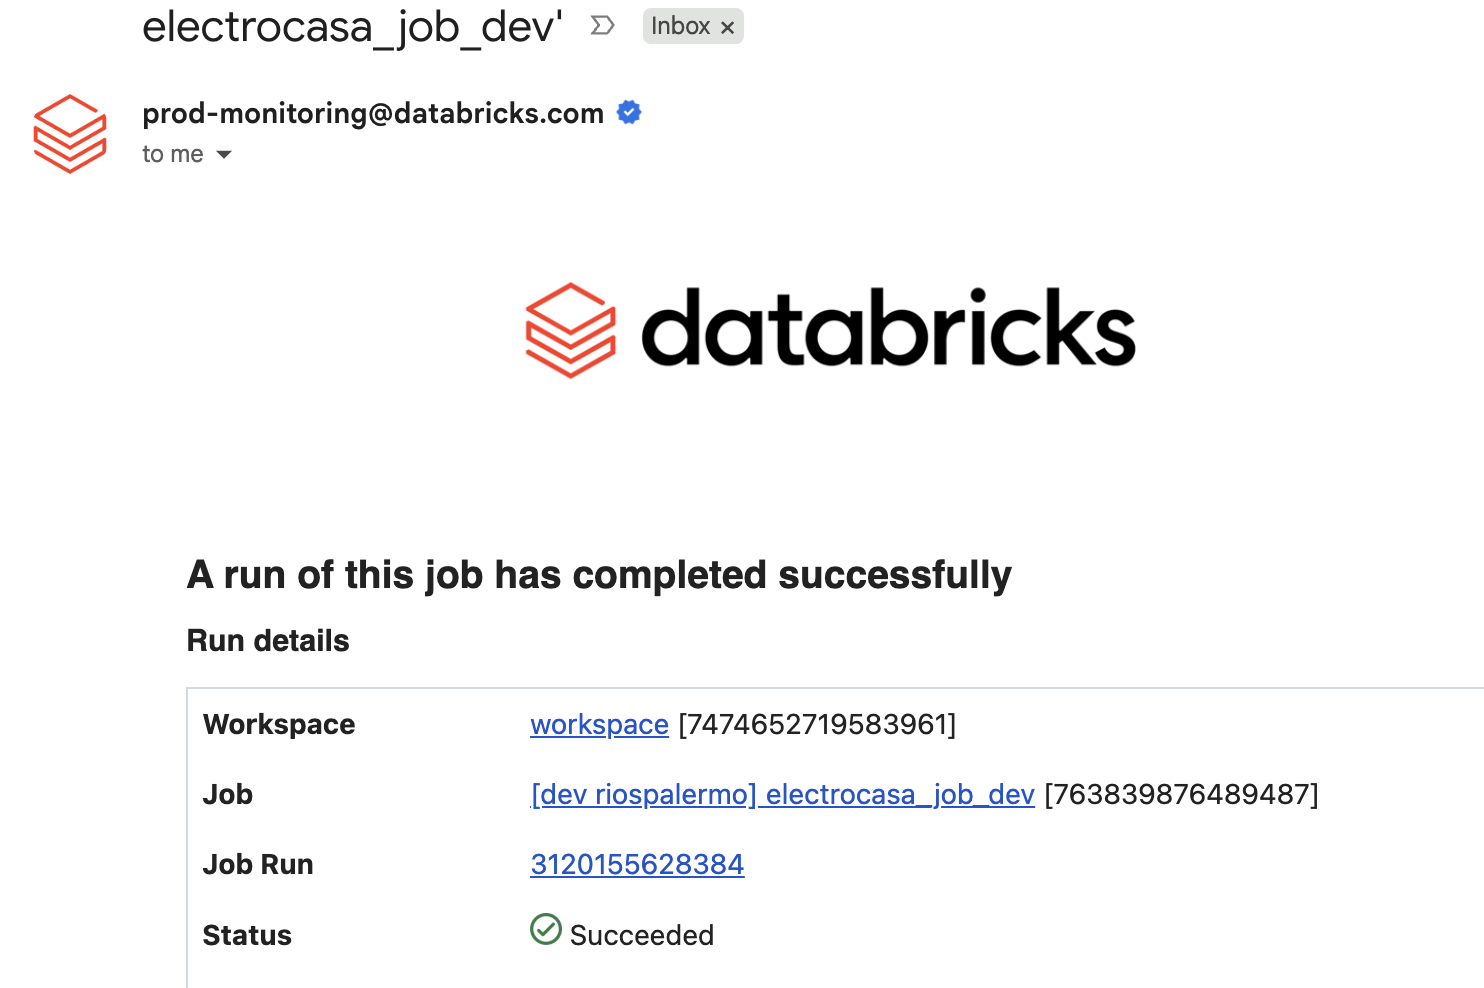 electrocasa_job_dev'
Inbox ×
prod-monitoring@databricks.com
to me
databricks
A run of this job has completed successfully
Run details
Workspace workspace [7474652719583961]
Job [dev riospalermo] electrocasa_job_dev [763839876489487]
Job Run 3120155628384
Status Succeeded